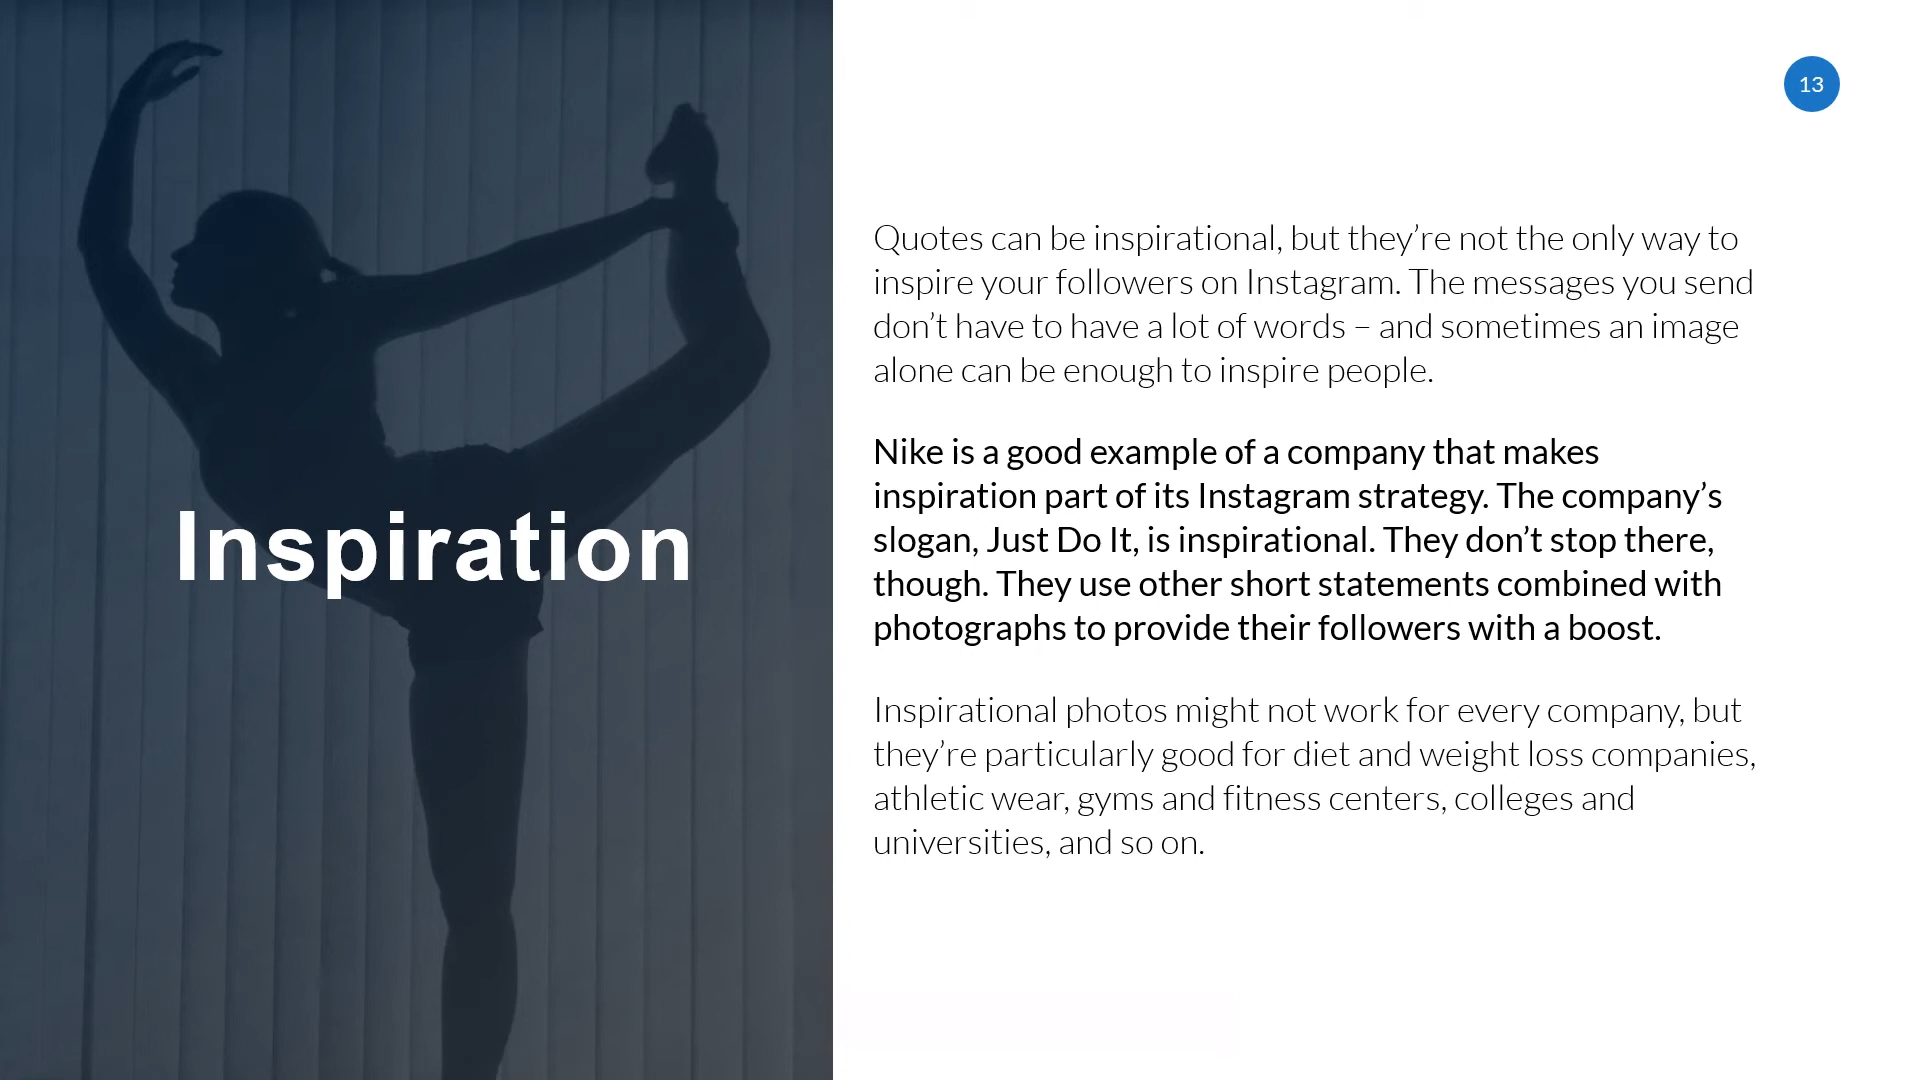 13
Quotes can be inspirational, but they’re not the only way to
inspire your followers on Instagram. The messages you send
don’t have to have a lot of words – and sometimes an image
alone can be enough to inspire people.
Nike is a good example of a company that makes
inspiration part of its Instagram strategy. The company’s
slogan, Just Do It, is inspirational. They don’t stop there,
though. They use other short statements combined with
photographs to provide their followers with a boost.
Inspirational photos might not work for every company, but
they’re particularly good for diet and weight loss companies,
athletic wear, gyms and fitness centers, colleges and
universities, and so on.
Inspiration